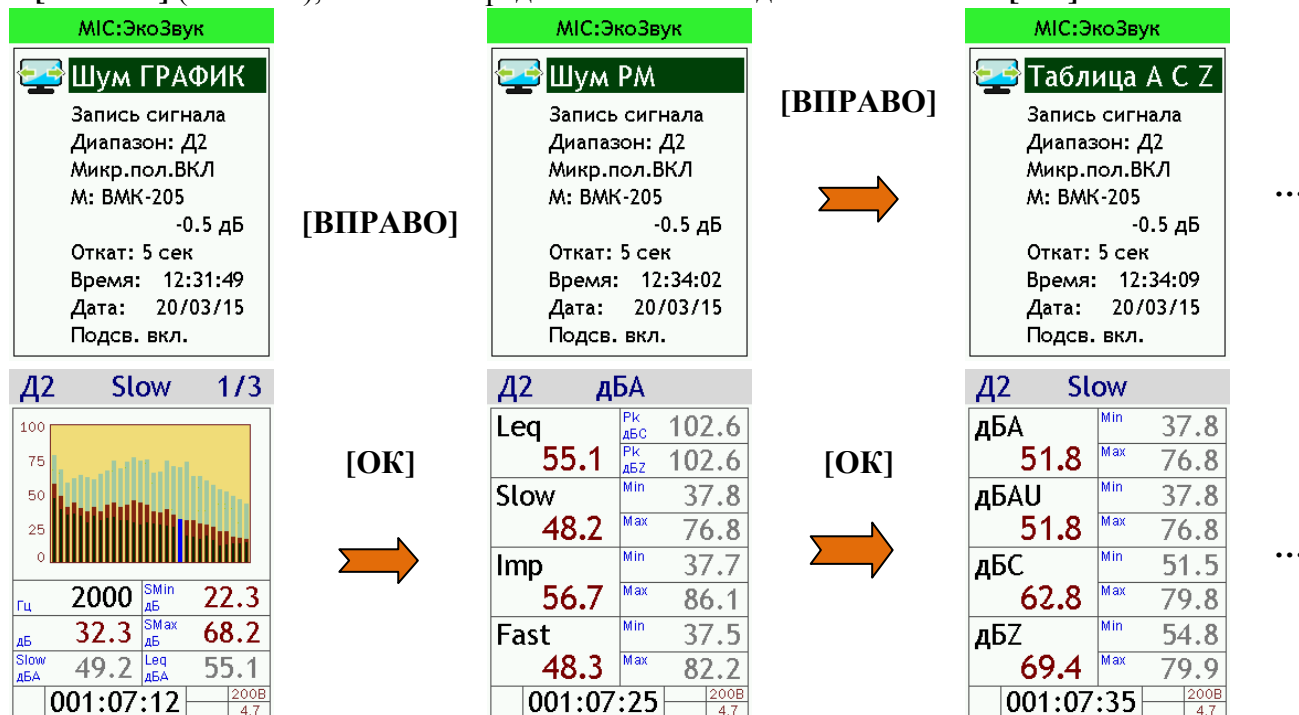 MIC:ЭкоЗвук
Шум ГРАФИК
Запись сигнала
Диапазон: Д2
Микр.пол.ВКЛ
М: ВМК-205
-0.5 дБ
Откат: 5 сек
Время: 12:31:49
Дата: 20/03/15
Подсв. вкл.
[ВПРАВО]
MIC:ЭкоЗвук
Шум РМ
Запись сигнала
Диапазон: Д2
Микр.пол.ВКЛ
М: ВМК-205
-0.5 дБ
Откат: 5 сек
Время: 12:34:02
Дата: 20/03/15
Подсв. вкл.
[ВПРАВО]
MIC:ЭкоЗвук
Таблица A C Z
Запись сигнала
Диапазон: Д2
Микр.пол.ВКЛ
М: ВМК-205
-0.5 дБ
Откат: 5 сек
Время: 12:34:09
Дата: 20/03/15
Подсв. вкл.
...
Д2 Slow 1/3
100
75
50
25
0
Гц 2000 SMin дБ 22.3
дБ 32.3 SMax дБ 68.2
Slow дБА 49.2 Leq дБА 55.1
001:07:12 200В 4.7
[ОК]
Д2 дБА
Leq Pk дБС 102.6
55.1 Pk дБZ 102.6
Slow Min 37.8
48.2 Max 76.8
Imp Min 37.7
56.7 Max 86.1
Fast Min 37.5
48.3 Max 82.2
001:07:25 200В 4.7
[ОК]
Д2 Slow
дБА Min 37.8
51.8 Max 76.8
дБAU Min 37.8
51.8 Max 76.8
дБС Min 51.5
62.8 Max 79.8
дБZ Min 54.8
69.4 Max 79.9
001:07:35 200В 4.7
...